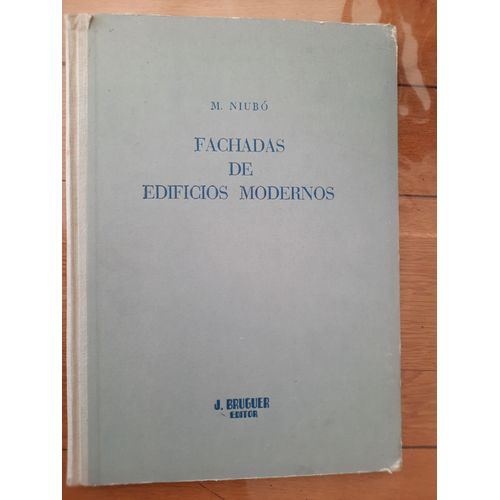 M. NIUBÓ
FACHADAS
DE
EDIFICIOS MODERNOS
J. BRUGUER
EDITOR